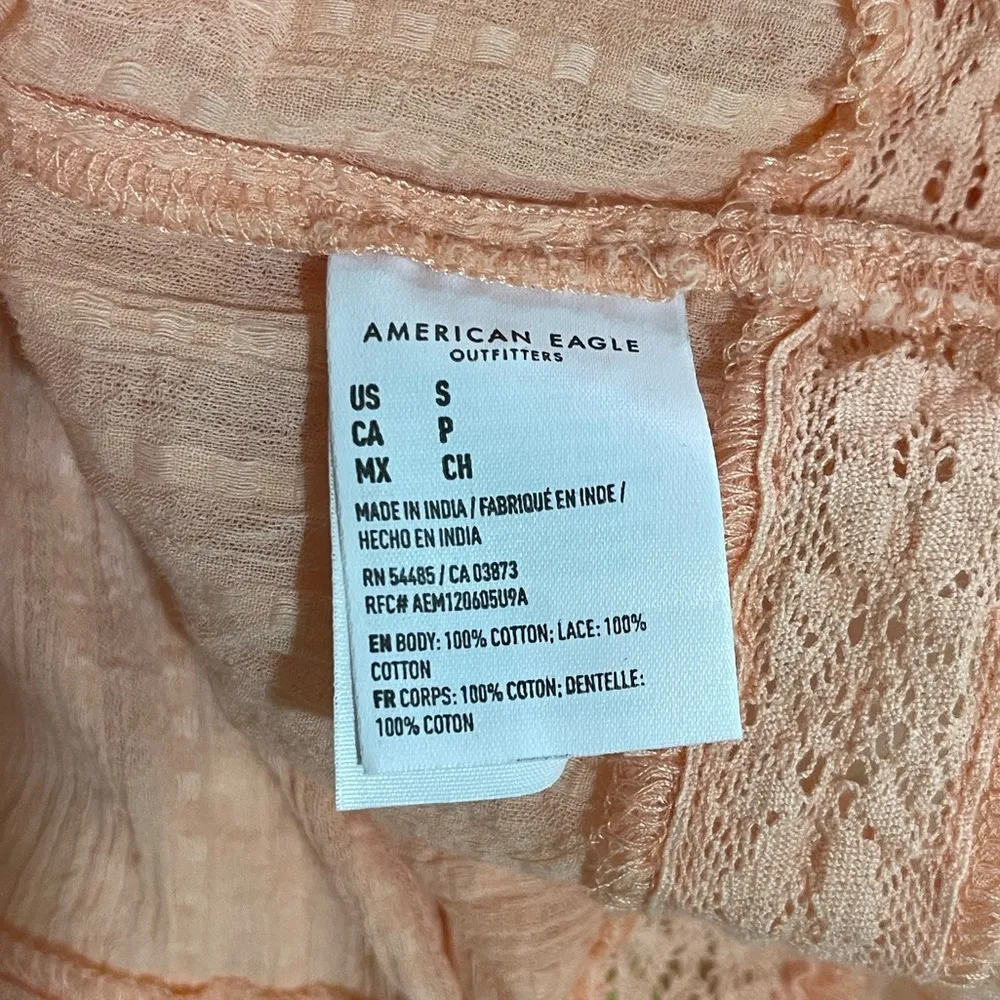 AMERICAN EAGLE
OUTFITTERS
US S
CA P
MX CH
MADE IN INDIA / FABRIQUÉ EN INDE /
HECHO EN INDIA
RN 54485 / CA 03873
RFC# AEM120605U9A
EN BODY: 100% COTTON; LACE: 100%
COTTON
FR CORPS: 100% COTON; DENTELLE:
100% COTON